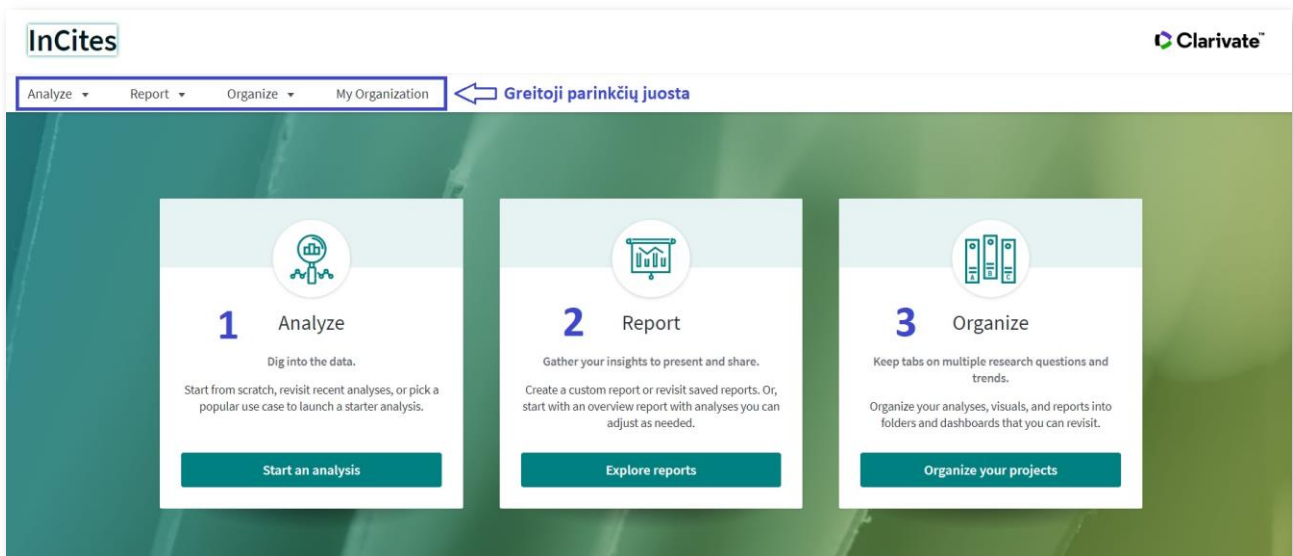 InCites
Clarivate™
Analyze Report Organize My Organization Greitoji parinkčių juosta
1 Analyze
Dig into the data.
Start from scratch, revisit recent analyses, or pick a
popular use case to launch a starter analysis.
Start an analysis
2 Report
Gather your insights to present and share.
Create a custom report or revisit saved reports. Or,
start with an overview report with analyses you can
adjust as needed.
Explore reports
3 Organize
Keep tabs on multiple research questions and
trends.
Organize your analyses, visuals, and reports into
folders and dashboards that you can revisit.
Organize your projects
A B C